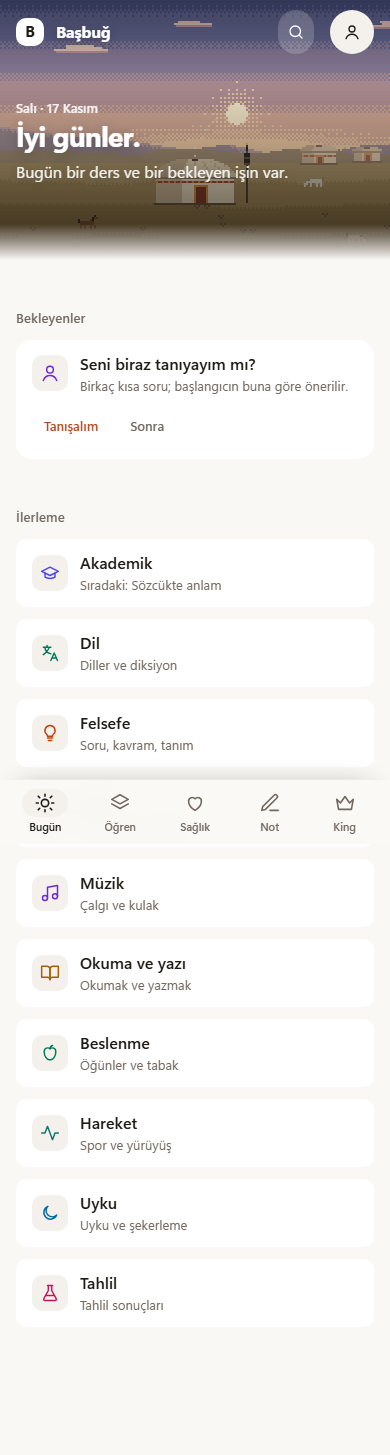 B
Başbuğ
Salı · 17 Kasım
İyi günler.
Bugün bir ders ve bir bekleyen işin var.
Bekleyenler
Seni biraz tanıyayım mı?
Birkaç kısa soru; başlangıcın buna göre önerilir.
Tanışalım
Sonra
İlerleme
Akademik
Sıradaki: Sözcükte anlam
Dil
Diller ve diksiyon
Felsefe
Soru, kavram, tanım
Bugün
Öğren
Sağlık
Not
King
Müzik
Çalgı ve kulak
Okuma ve yazı
Okumak ve yazmak
Beslenme
Öğünler ve tabak
Hareket
Spor ve yürüyüş
Uyku
Uyku ve şekerleme
Tahlil
Tahlil sonuçları